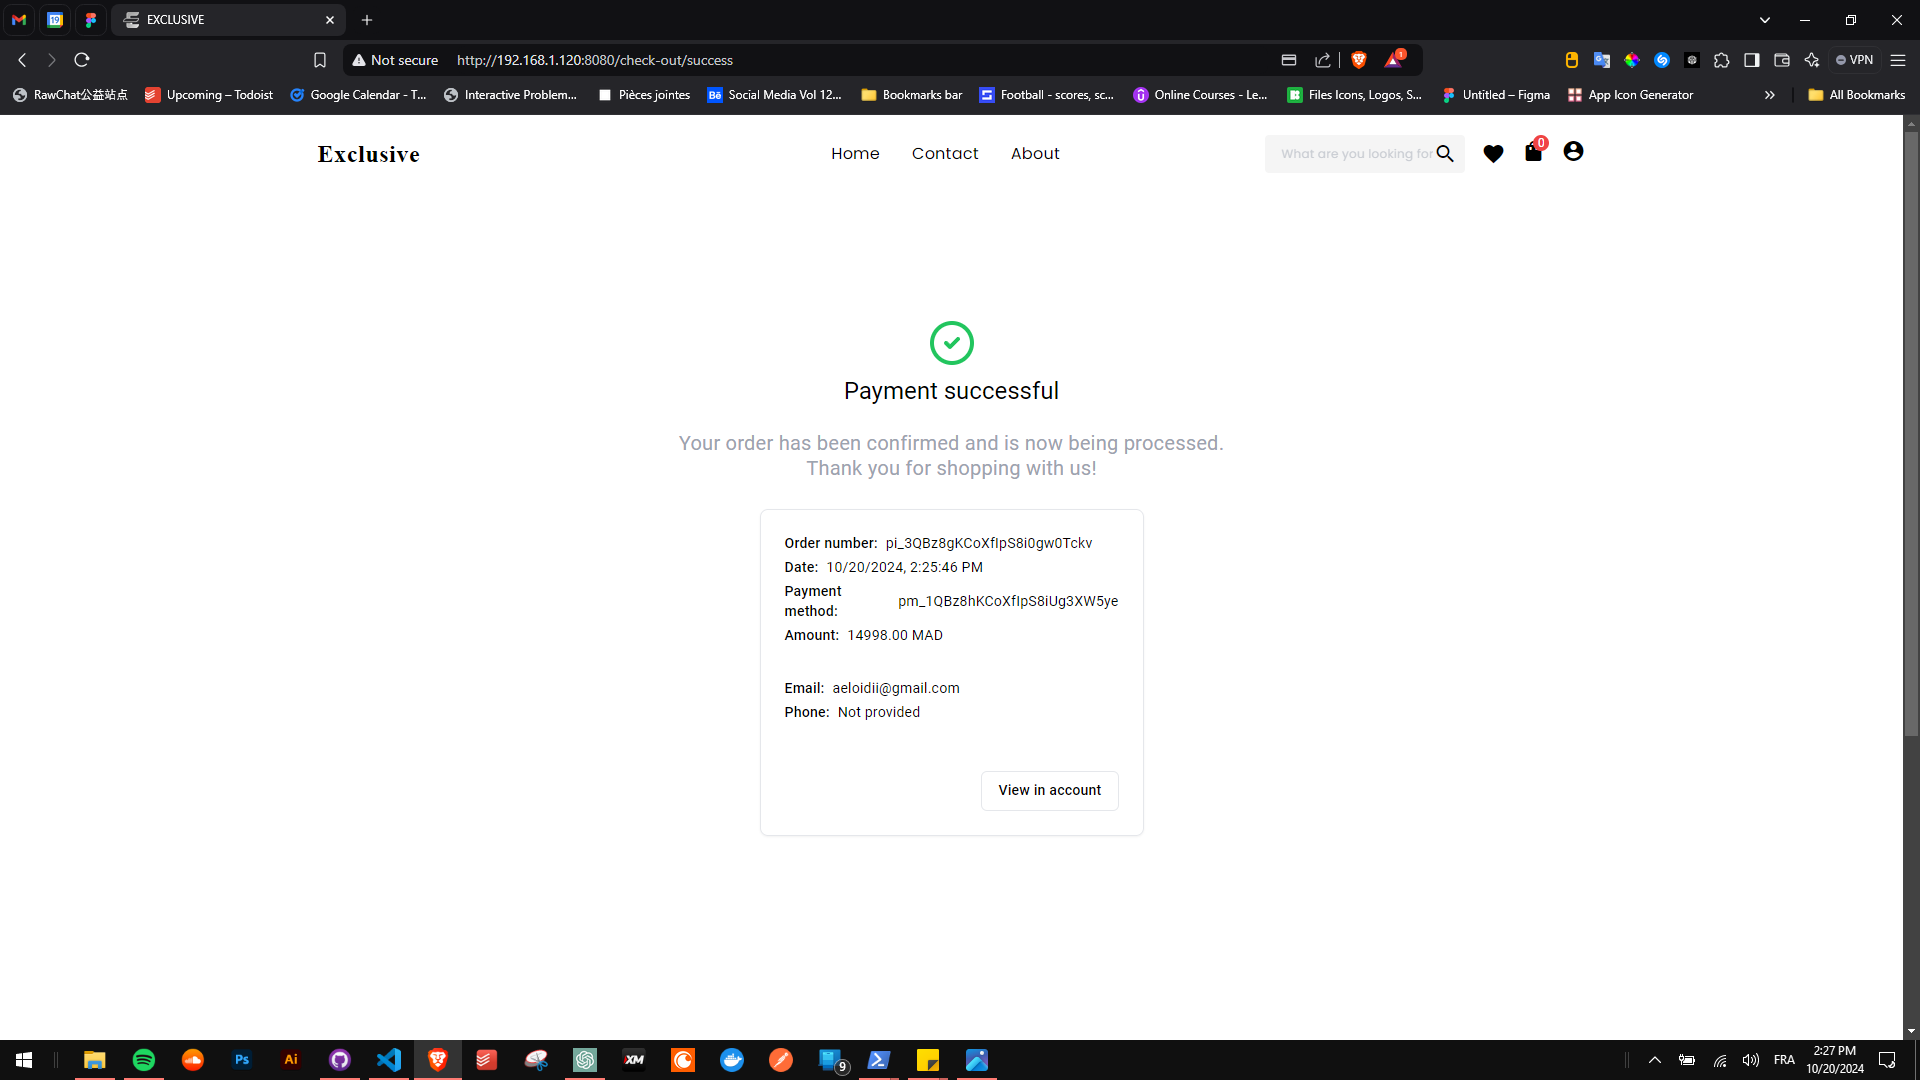 EXCLUSIVE
Not secure http://192.168.1.120:8080/check-out/success
1
VPN
RawChat公益站点 Upcoming – Todoist Google Calendar - T... Interactive Problem... Pièces jointes Social Media Vol 12... Bookmarks bar Football - scores, sc... Online Courses - Le... Files Icons, Logos, S... Untitled – Figma App Icon Generator All Bookmarks
Exclusive
Home Contact About
What are you looking for
0
Payment successful
Your order has been confirmed and is now being processed.
Thank you for shopping with us!
Order number: pi_3QBz8gKCoXfIpS8i0gw0Tckv
Date: 10/20/2024, 2:25:46 PM
Payment
method: pm_1QBz8hKCoXfIpS8iUg3XW5ye
Amount: 14998.00 MAD
Email: aeloidii@gmail.com
Phone: Not provided
View in account
Ps Ai XM 9 FRA
2:27 PM
10/20/2024